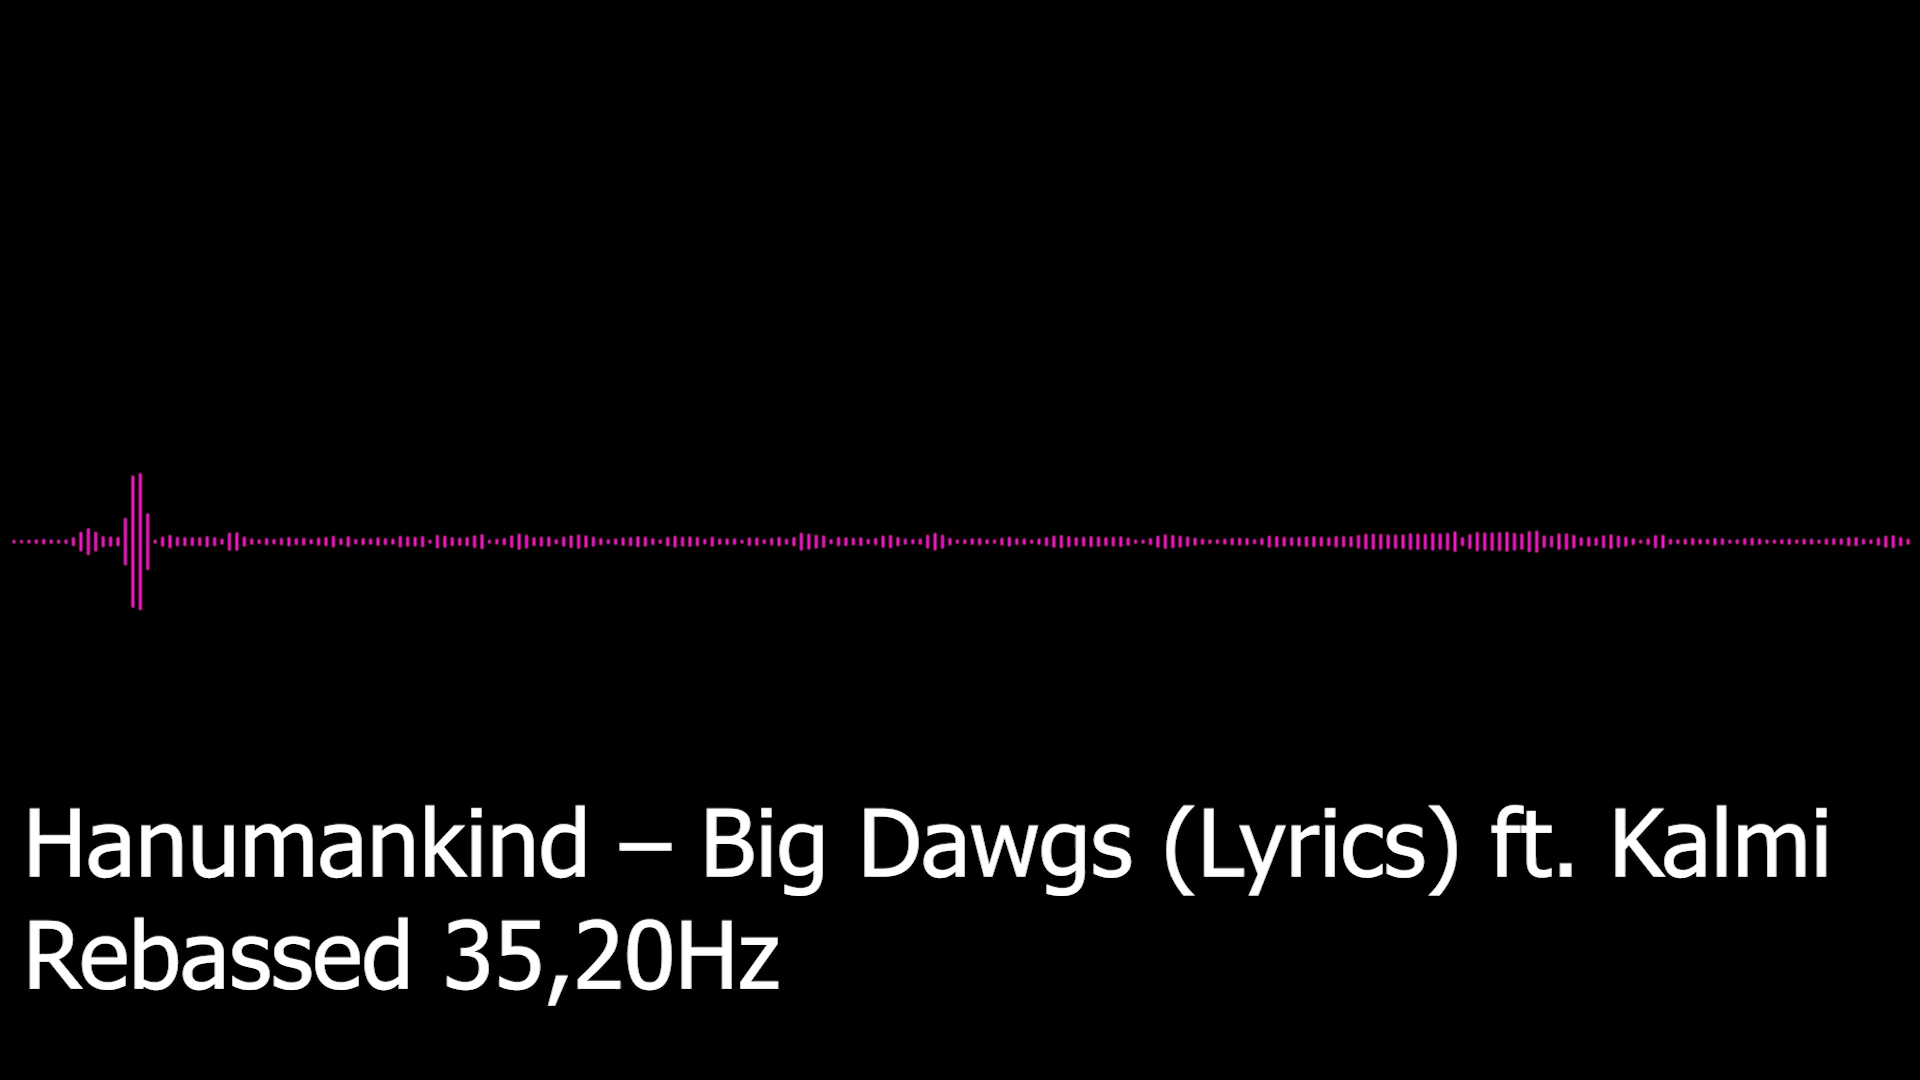 Hanumankind – Big Dawgs (Lyrics) ft. Kalmi
Rebassed 35,20Hz